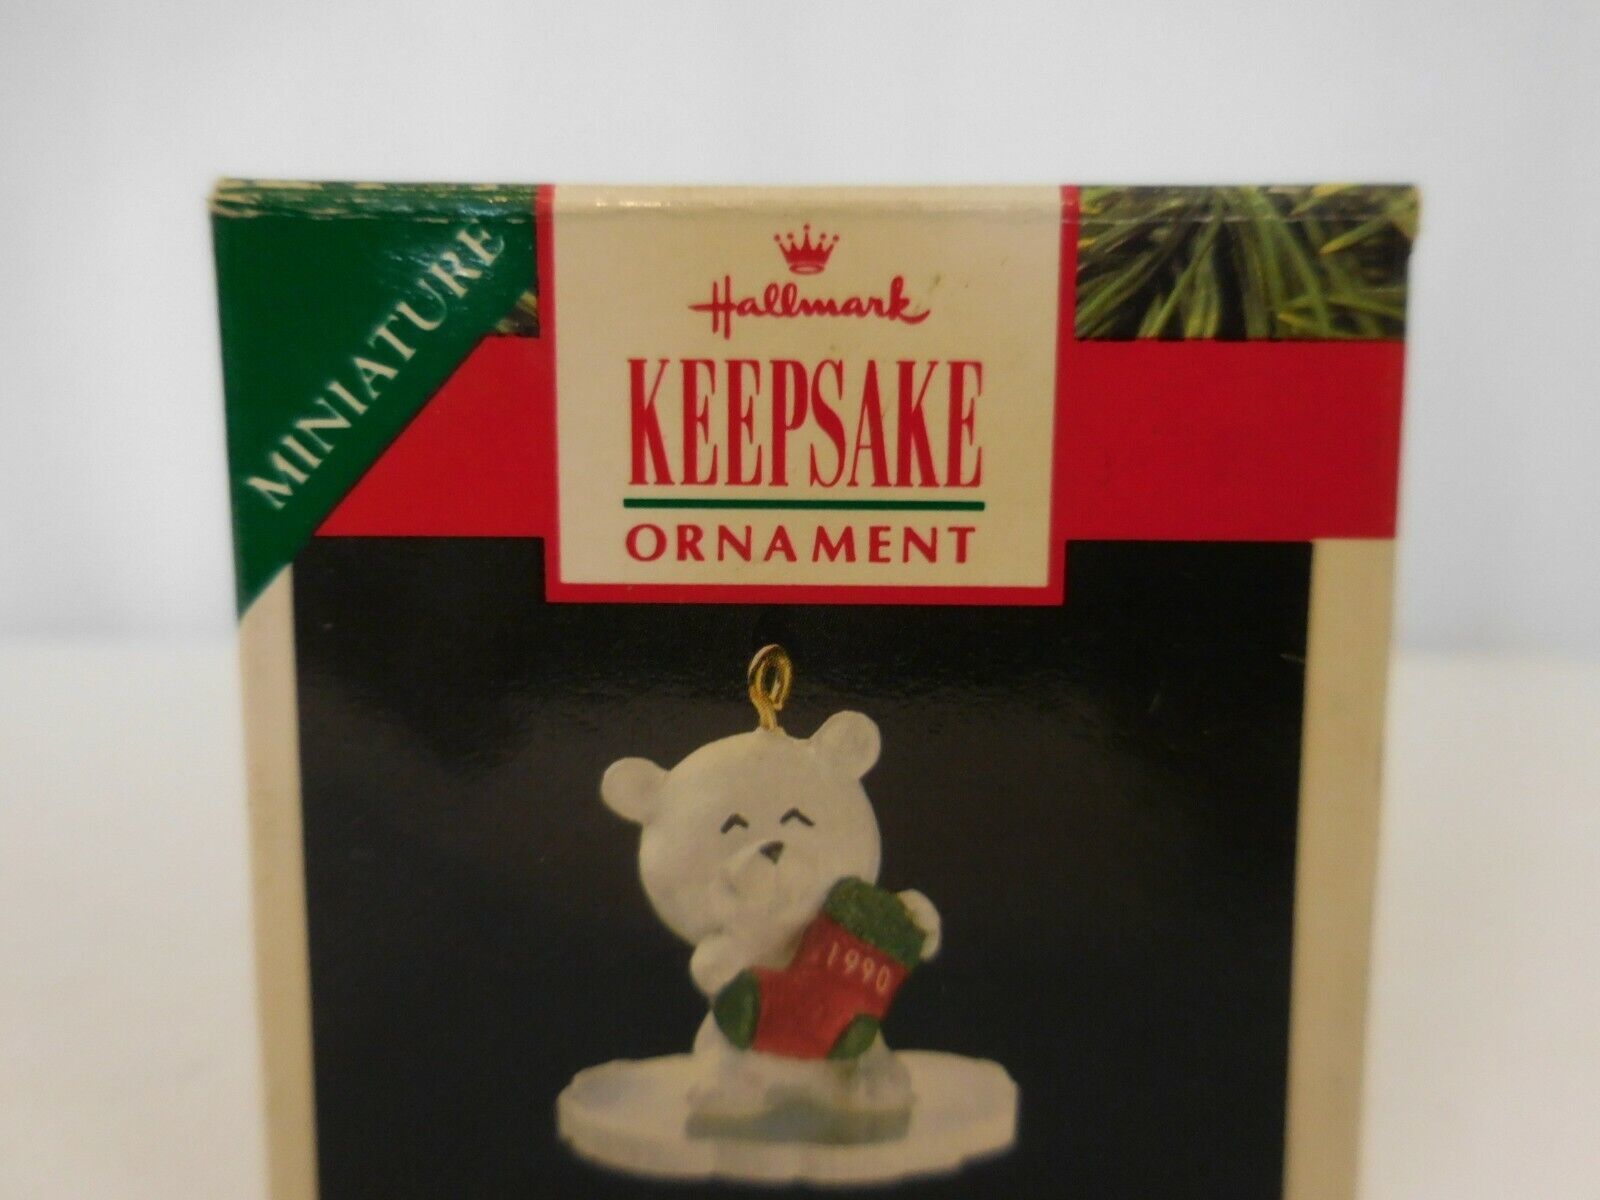 MINIATURE
Hallmark
KEEPSAKE
ORNAMENT
1990